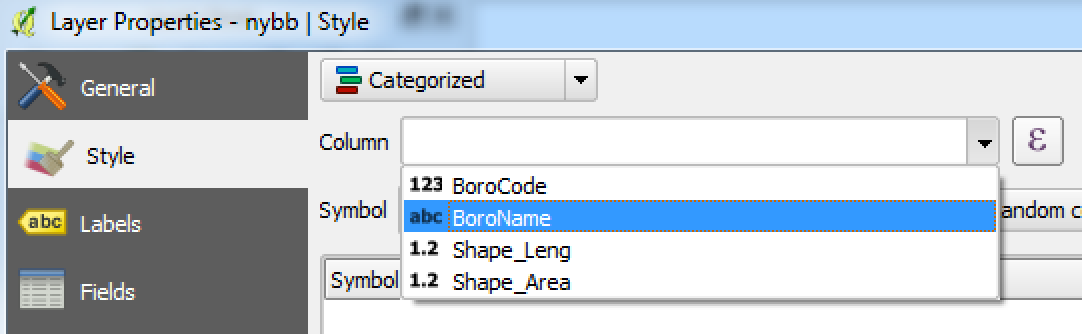 Layer Properties - nybb | Style
General
Categorized
Style
Column
ε
123 BoroCode
Symbol
abc BoroName
andom c
abc Labels
1.2 Shape_Leng
Symbol
1.2 Shape_Area
Fields